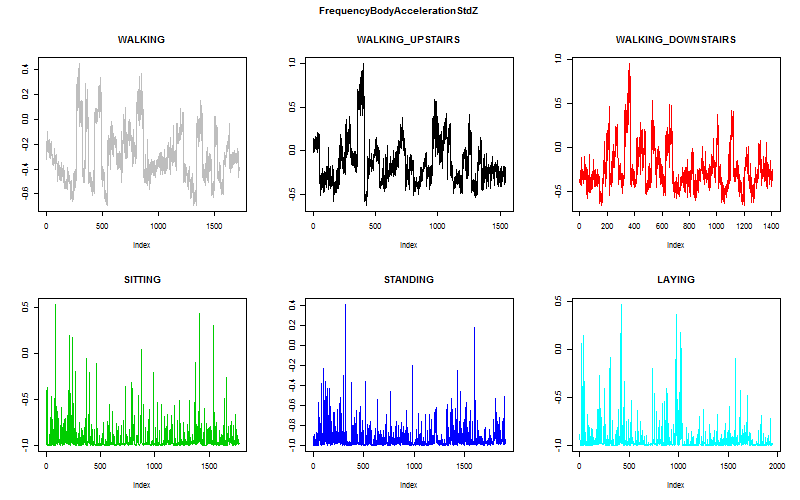 FrequencyBodyAccelerationStdZ
WALKING WALKING_UPSTAIRS WALKING_DOWNSTAIRS
0.4
0.2
0.0
-0.2
-0.4
-0.6
0 500 1000 1500
Index
1.0
0.5
0.0
-0.5
0 500 1000 1500
Index
1.0
0.5
0.0
-0.5
0 200 400 600 800 1000 1200 1400
Index
SITTING STANDING LAYING
0.5
0.0
-0.5
-1.0
0 500 1000 1500
Index
0.4
0.2
0.0
-0.2
-0.4
-0.6
-0.8
-1.0
0 500 1000 1500
Index
0.5
0.0
-0.5
-1.0
0 500 1000 1500 2000
Index